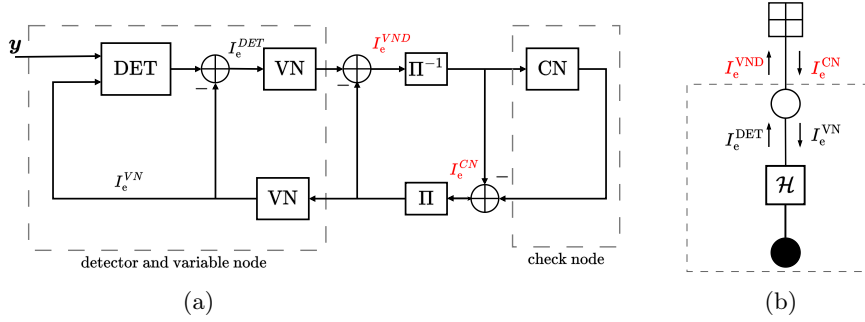 y
DET
I_e^{DET}
VN
I_e^{VND}
Π^{-1}
CN
−
−
−
I_e^{VN}
VN
Π
I_e^{CN}
detector and variable node
check node
(a)
I_e^{VND}
I_e^{CN}
I_e^{DET}
I_e^{VN}
ℋ
(b)